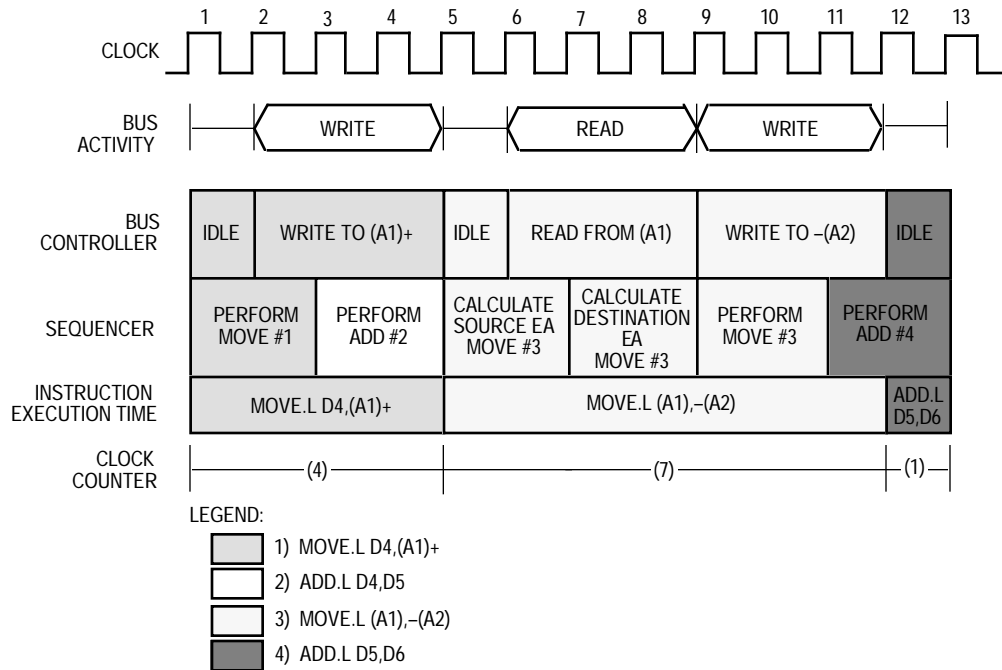 1 2 3 4 5 6 7 8 9 10 11 12 13
CLOCK
BUS
ACTIVITY
WRITE READ WRITE
BUS
CONTROLLER
IDLE WRITE TO (A1)+ IDLE READ FROM (A1) WRITE TO –(A2) IDLE
SEQUENCER
PERFORM
MOVE #1
PERFORM
ADD #2
CALCULATE
SOURCE EA
MOVE #3
CALCULATE
DESTINATION
EA
MOVE #3
PERFORM
MOVE #3
PERFORM
ADD #4
INSTRUCTION
EXECUTION TIME
MOVE.L D4,(A1)+ MOVE.L (A1),–(A2)
ADD.L
D5,D6
CLOCK
COUNTER
(4) (7) (1)
LEGEND:
1) MOVE.L D4,(A1)+
2) ADD.L D4,D5
3) MOVE.L (A1),–(A2)
4) ADD.L D5,D6